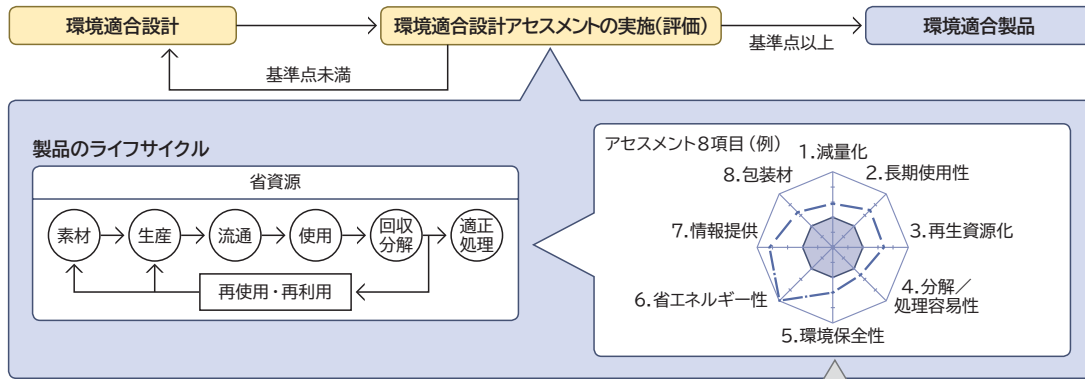 環境適合設計
環境適合設計アセスメントの実施(評価)
環境適合製品
基準点以上
基準点未満
製品のライフサイクル
省資源
素材
生産
流通
使用
回収
分解
適正
処理
再使用・再利用
アセスメント8項目(例)
1.減量化
2.長期使用性
3.再生資源化
4.分解/
処理容易性
5.環境保全性
6.省エネルギー性
7.情報提供
8.包装材